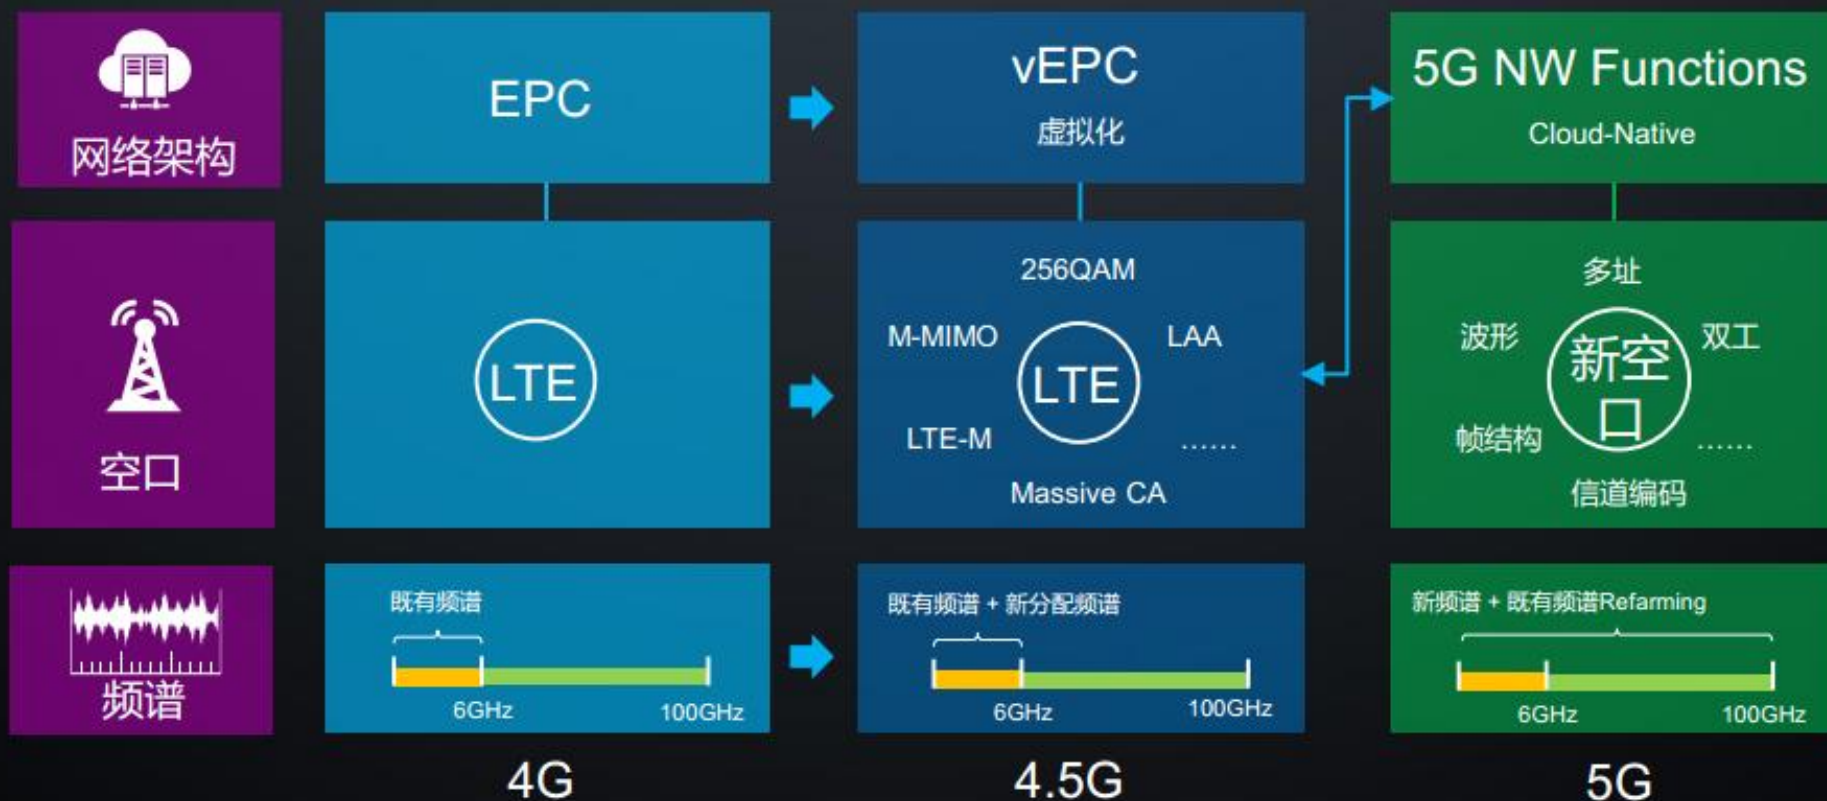 网络架构
EPC
vEPC
虚拟化
5G NW Functions
Cloud-Native
空口
LTE
256QAM
M-MIMO
LAA
LTE
LTE-M
……
Massive CA
多址
波形
双工
新空
口
帧结构
……
信道编码
频谱
既有频谱
6GHz
100GHz
既有频谱 + 新分配频谱
6GHz
100GHz
新频谱 + 既有频谱Refarming
6GHz
100GHz
4G
4.5G
5G